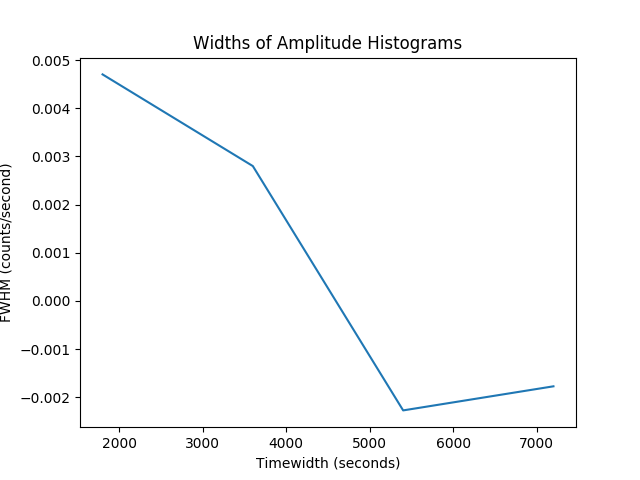 Widths of Amplitude Histograms
0.005
0.004
0.003
0.002
0.001
0.000
−0.001
−0.002
FWHM (counts/second)
2000 3000 4000 5000 6000 7000
Timewidth (seconds)